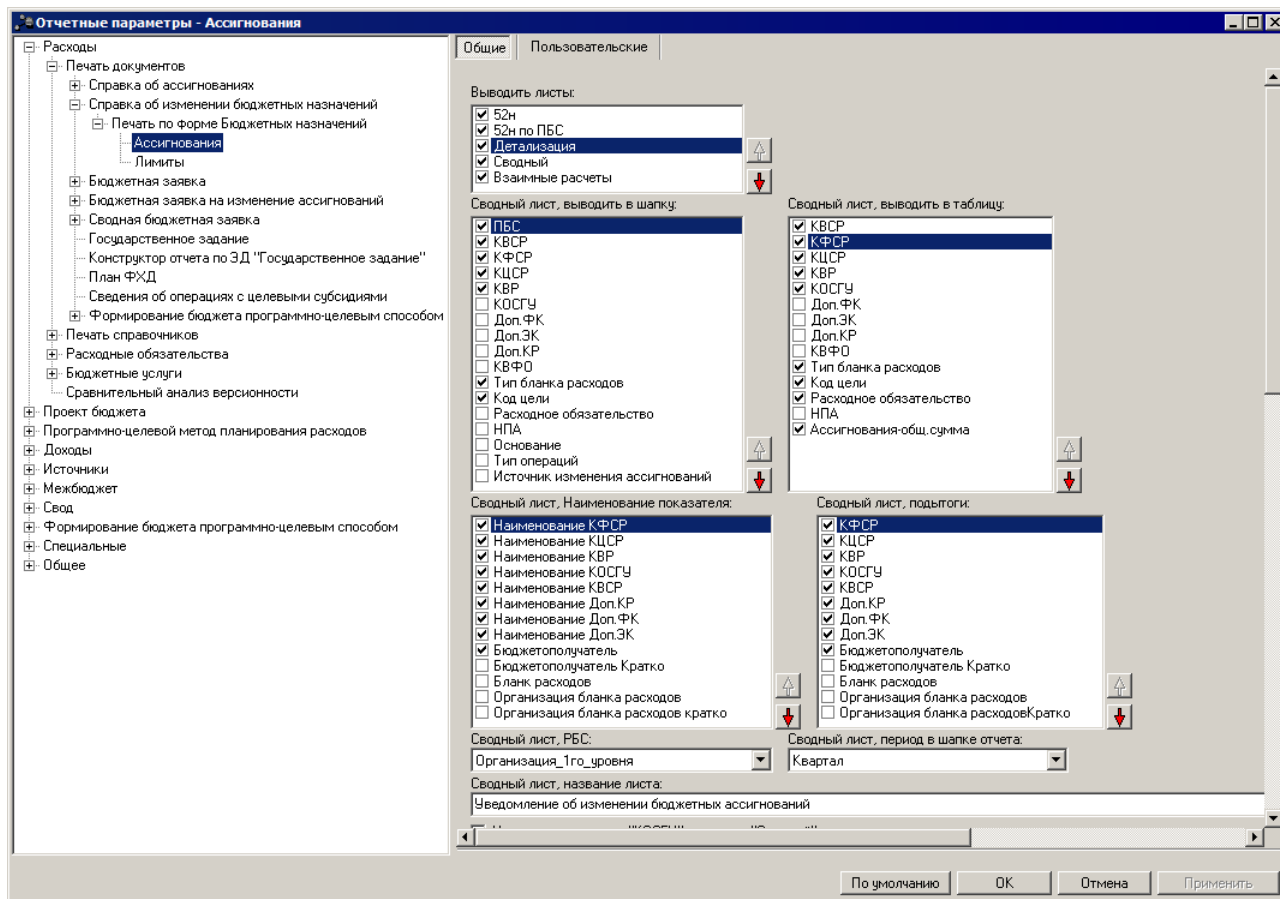 Отчетные параметры - Ассигнования
Расходы
Печать документов
Справка об ассигнованиях
Справка об изменении бюджетных назначений
Печать по форме Бюджетных назначений
Ассигнования
Лимиты
Бюджетная заявка
Бюджетная заявка на изменение ассигнований
Сводная бюджетная заявка
Государственное задание
Конструктор отчета по ЭД "Государственное задание"
План ФХД
Сведения об операциях с целевыми субсидиями
Формирование бюджета программно-целевым способом
Печать справочников
Расходные обязательства
Бюджетные услуги
Сравнительный анализ версионности
Проект бюджета
Программно-целевой метод планирования расходов
Доходы
Источники
Межбюджет
Свод
Формирование бюджета программно-целевым способом
Специальные
Общее
Общие
Пользовательские
Выводить листы:
52н
52н по ПБС
Детализация
Сводный
Взаимные расчеты
Сводный лист, выводить в шапку:
ПБС
КВСР
КФСР
КЦСР
КВР
КОСГУ
Доп.ФК
Доп.ЭК
Доп.КР
КВФО
Тип бланка расходов
Код цели
Расходное обязательство
НПА
Основание
Тип операций
Источник изменения ассигнований
Сводный лист, выводить в таблицу:
КВСР
КФСР
КЦСР
КВР
КОСГУ
Доп.ФК
Доп.ЭК
Доп.КР
КВФО
Тип бланка расходов
Код цели
Расходное обязательство
НПА
Ассигнования-общ.сумма
Сводный лист, Наименование показателя:
Наименование КФСР
Наименование КЦСР
Наименование КВР
Наименование КОСГУ
Наименование КВСР
Наименование Доп.КР
Наименование Доп.ФК
Наименование Доп.ЭК
Бюджетополучатель
Бюджетополучатель Кратко
Бланк расходов
Организация бланка расходов
Организация бланка расходов кратко
Сводный лист, подытоги:
КФСР
КЦСР
КВР
КОСГУ
КВСР
Доп.КР
Доп.ФК
Доп.ЭК
Бюджетополучатель
Бюджетополучатель Кратко
Бланк расходов
Организация бланка расходов
Организация бланка расходовКратко
Сводный лист, РБС:
Организация_1го_уровня
Сводный лист, период в шапке отчета:
Квартал
Сводный лист, название листа:
Уведомление об изменении бюджетных ассигнований
По умолчанию
OK
Отмена
Применить